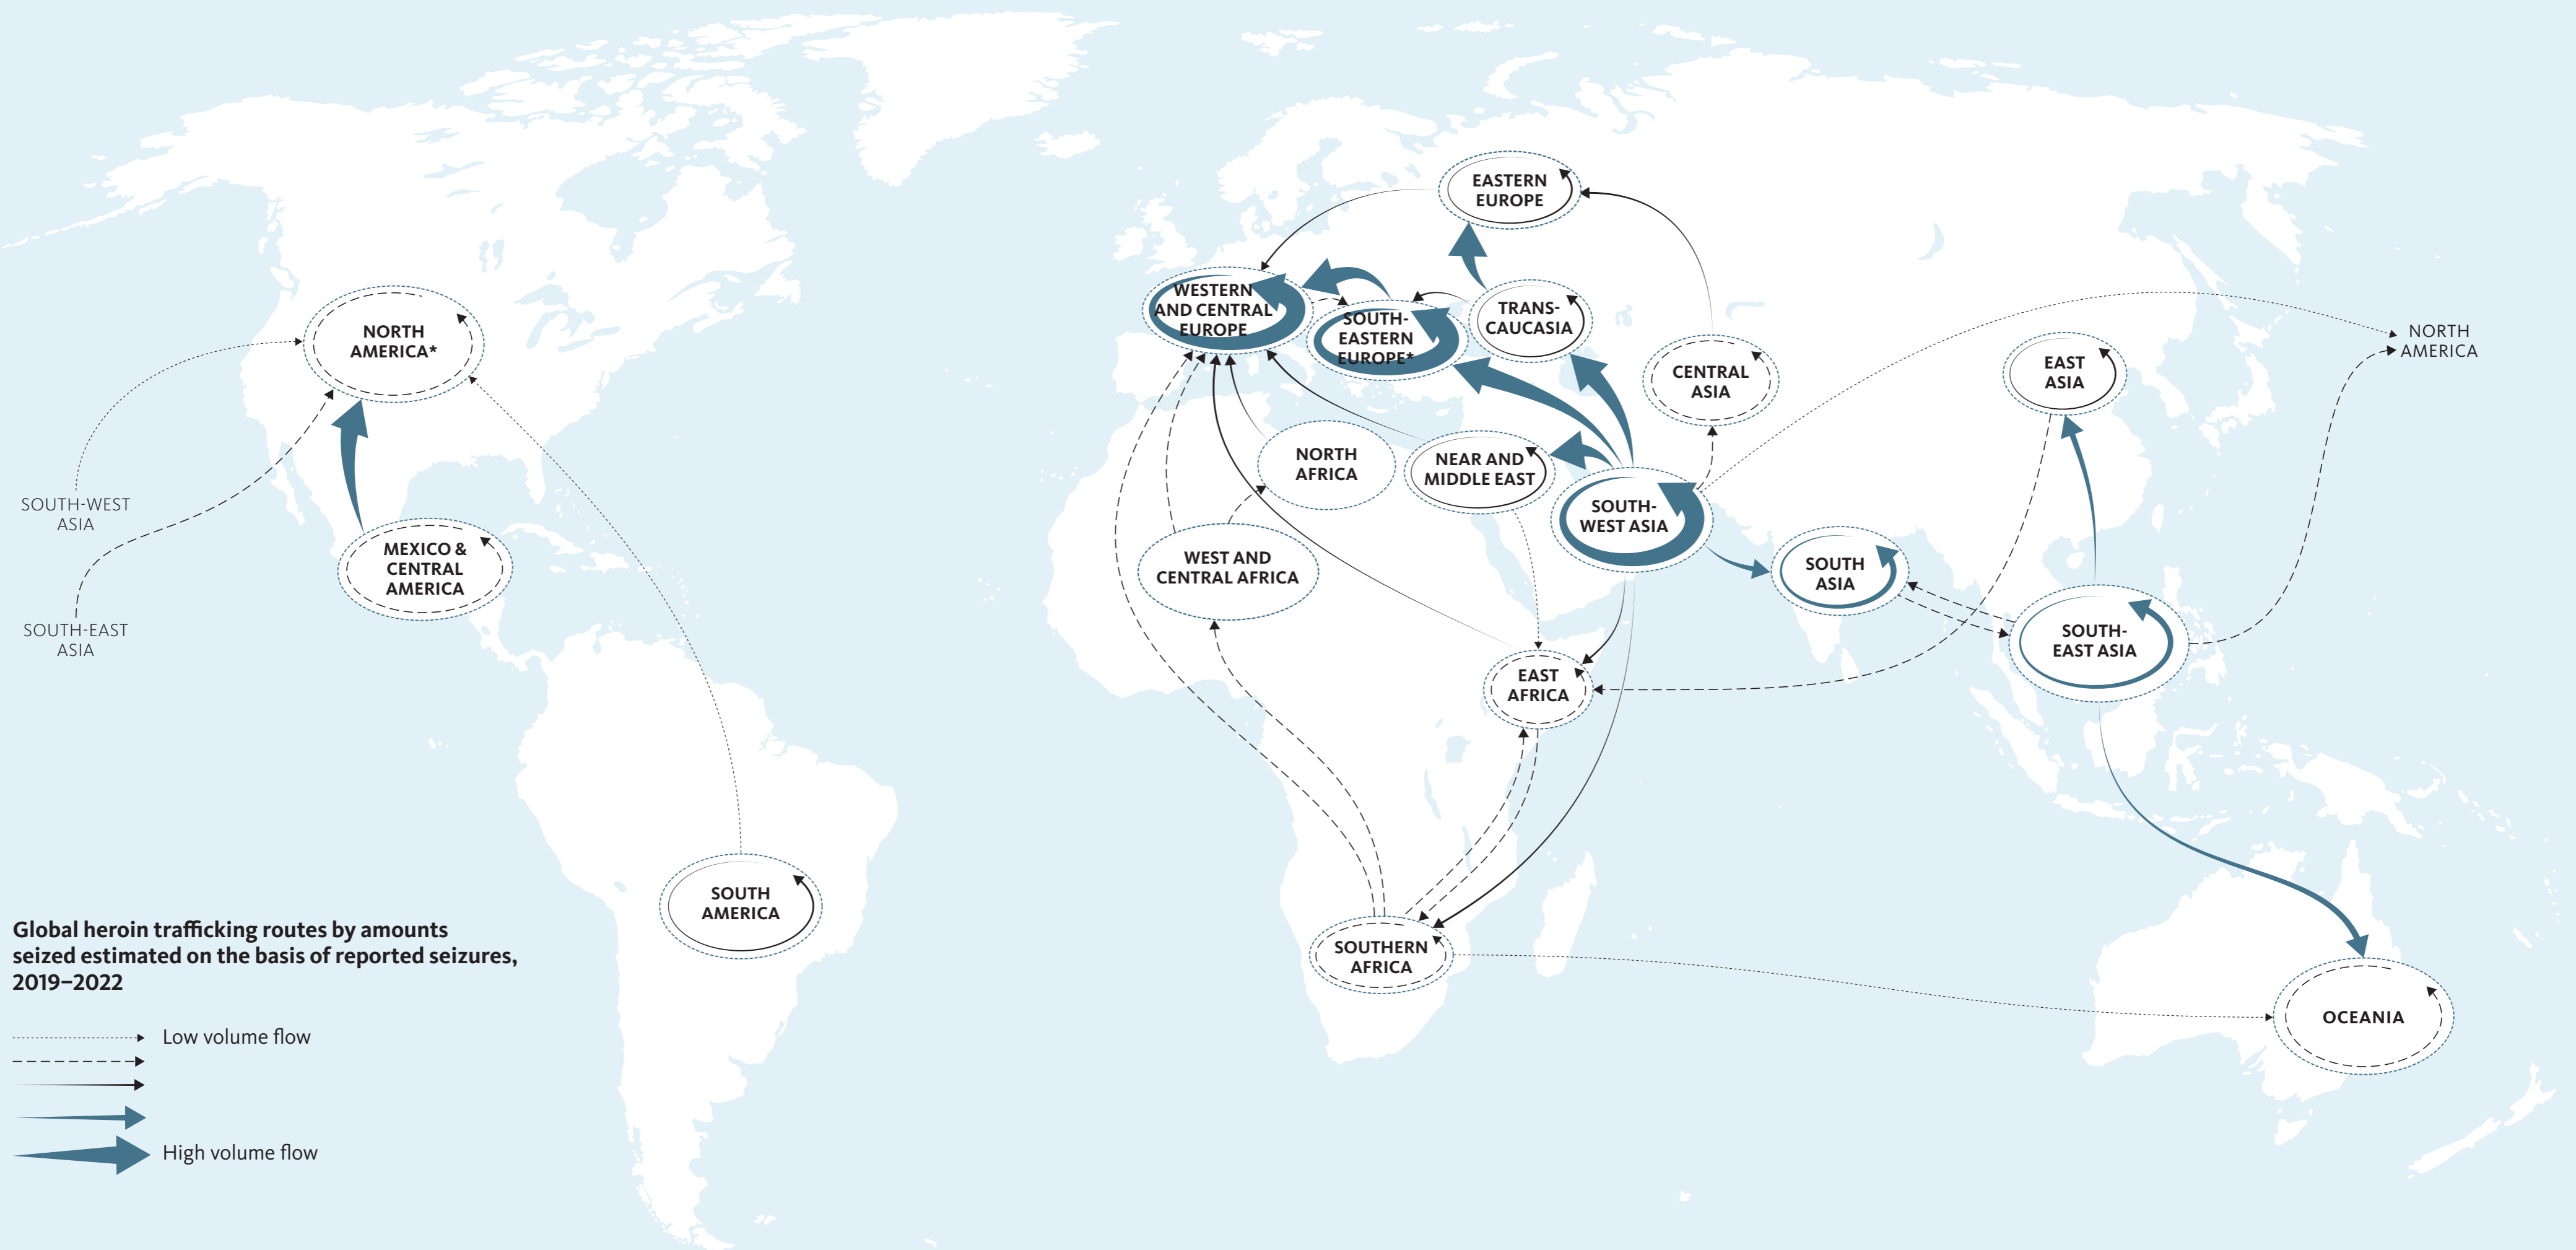 EASTERN
EUROPE
WESTERN
AND CENTRAL
EUROPE
SOUTH-
EASTERN
EUROPE*
TRANS-
CAUCASIA
NORTH
AMERICA*
NORTH
AMERICA
CENTRAL
ASIA
EAST
ASIA
NORTH
AFRICA
NEAR AND
MIDDLE EAST
SOUTH-WEST
ASIA
SOUTH-
WEST ASIA
MEXICO &
CENTRAL
AMERICA
WEST AND
CENTRAL AFRICA
SOUTH
ASIA
SOUTH-EAST
ASIA
SOUTH-
EAST ASIA
EAST
AFRICA
SOUTH
AMERICA
SOUTHERN
AFRICA
OCEANIA
Global heroin trafficking routes by amounts
seized estimated on the basis of reported seizures,
2019–2022
Low volume flow
High volume flow